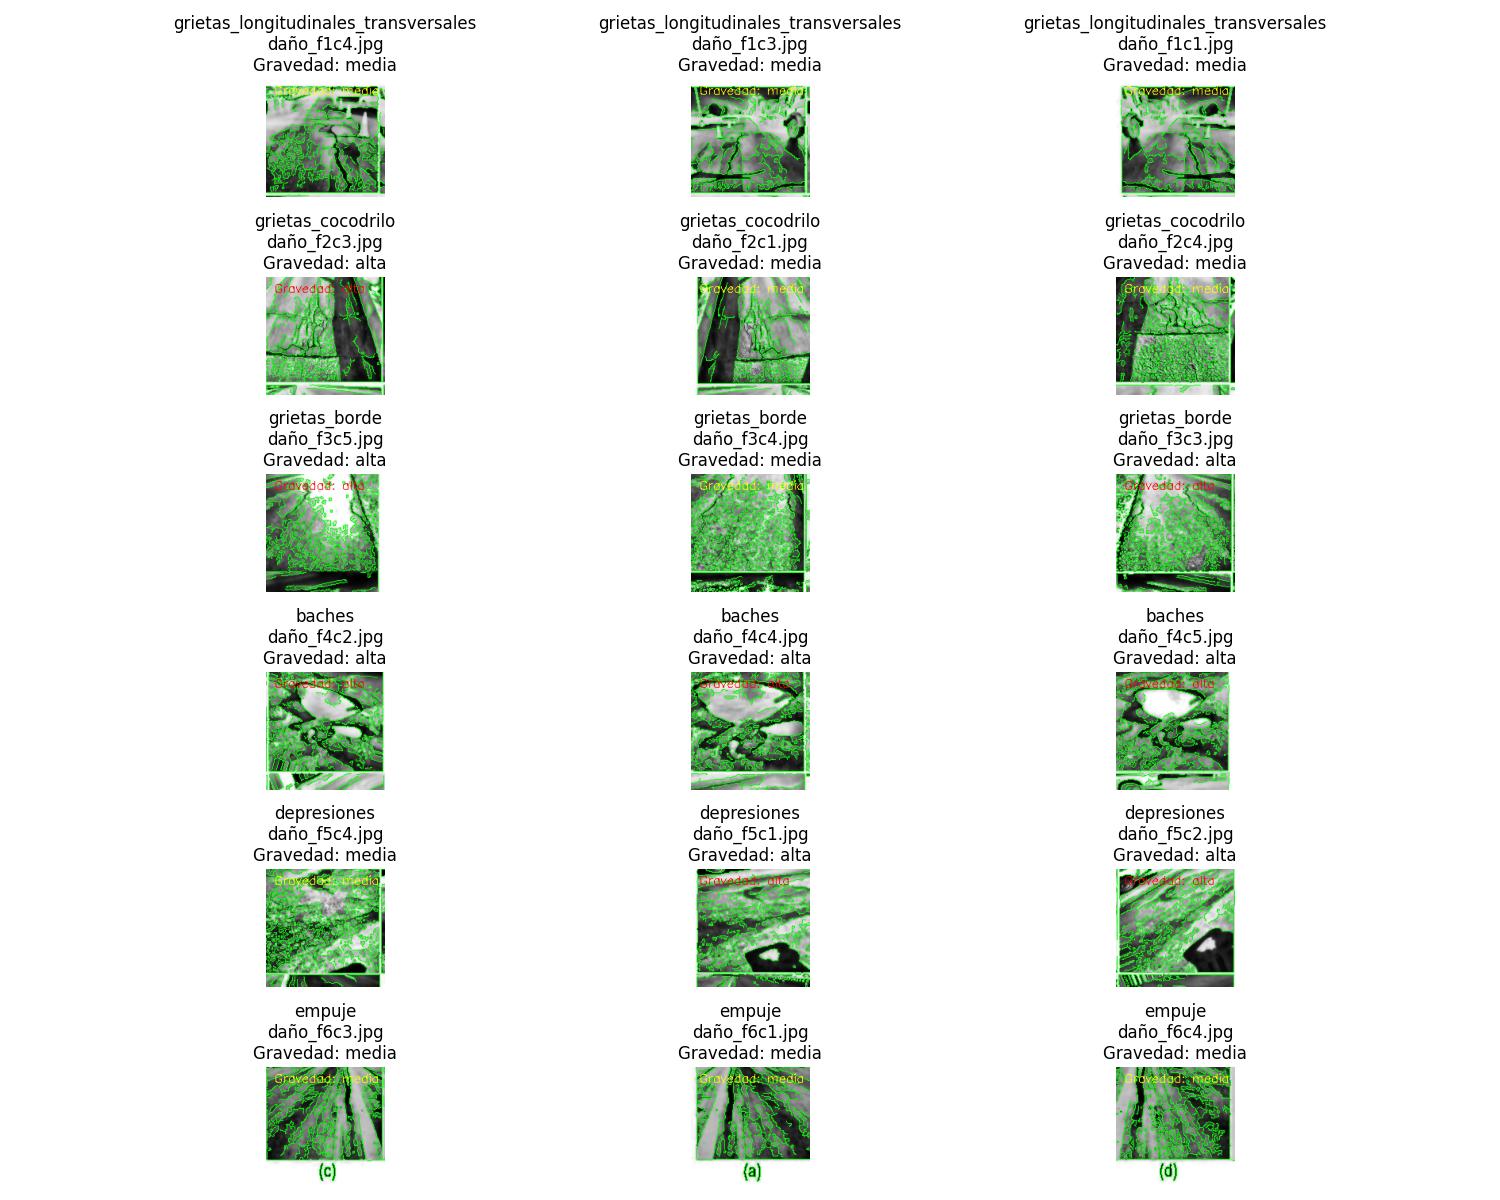 grietas_longitudinales_transversales
daño_f1c4.jpg
Gravedad: media
Gravedad: media
grietas_longitudinales_transversales
daño_f1c3.jpg
Gravedad: media
Gravedad: media
grietas_longitudinales_transversales
daño_f1c1.jpg
Gravedad: media
Gravedad: media
grietas_cocodrilo
daño_f2c3.jpg
Gravedad: alta
Gravedad: alta
grietas_cocodrilo
daño_f2c1.jpg
Gravedad: media
Gravedad: media
grietas_cocodrilo
daño_f2c4.jpg
Gravedad: media
Gravedad: media
grietas_borde
daño_f3c5.jpg
Gravedad: alta
Gravedad: alta
grietas_borde
daño_f3c4.jpg
Gravedad: media
Gravedad: media
grietas_borde
daño_f3c3.jpg
Gravedad: alta
Gravedad: alta
baches
daño_f4c2.jpg
Gravedad: alta
Gravedad: alta
baches
daño_f4c4.jpg
Gravedad: alta
Gravedad: alta
baches
daño_f4c5.jpg
Gravedad: alta
Gravedad: alta
depresiones
daño_f5c4.jpg
Gravedad: media
Gravedad: media
depresiones
daño_f5c1.jpg
Gravedad: alta
Gravedad: alta
depresiones
daño_f5c2.jpg
Gravedad: alta
Gravedad: alta
empuje
daño_f6c3.jpg
Gravedad: media
Gravedad: media
(c)
empuje
daño_f6c1.jpg
Gravedad: media
Gravedad: media
(a)
empuje
daño_f6c4.jpg
Gravedad: media
Gravedad: media
(d)